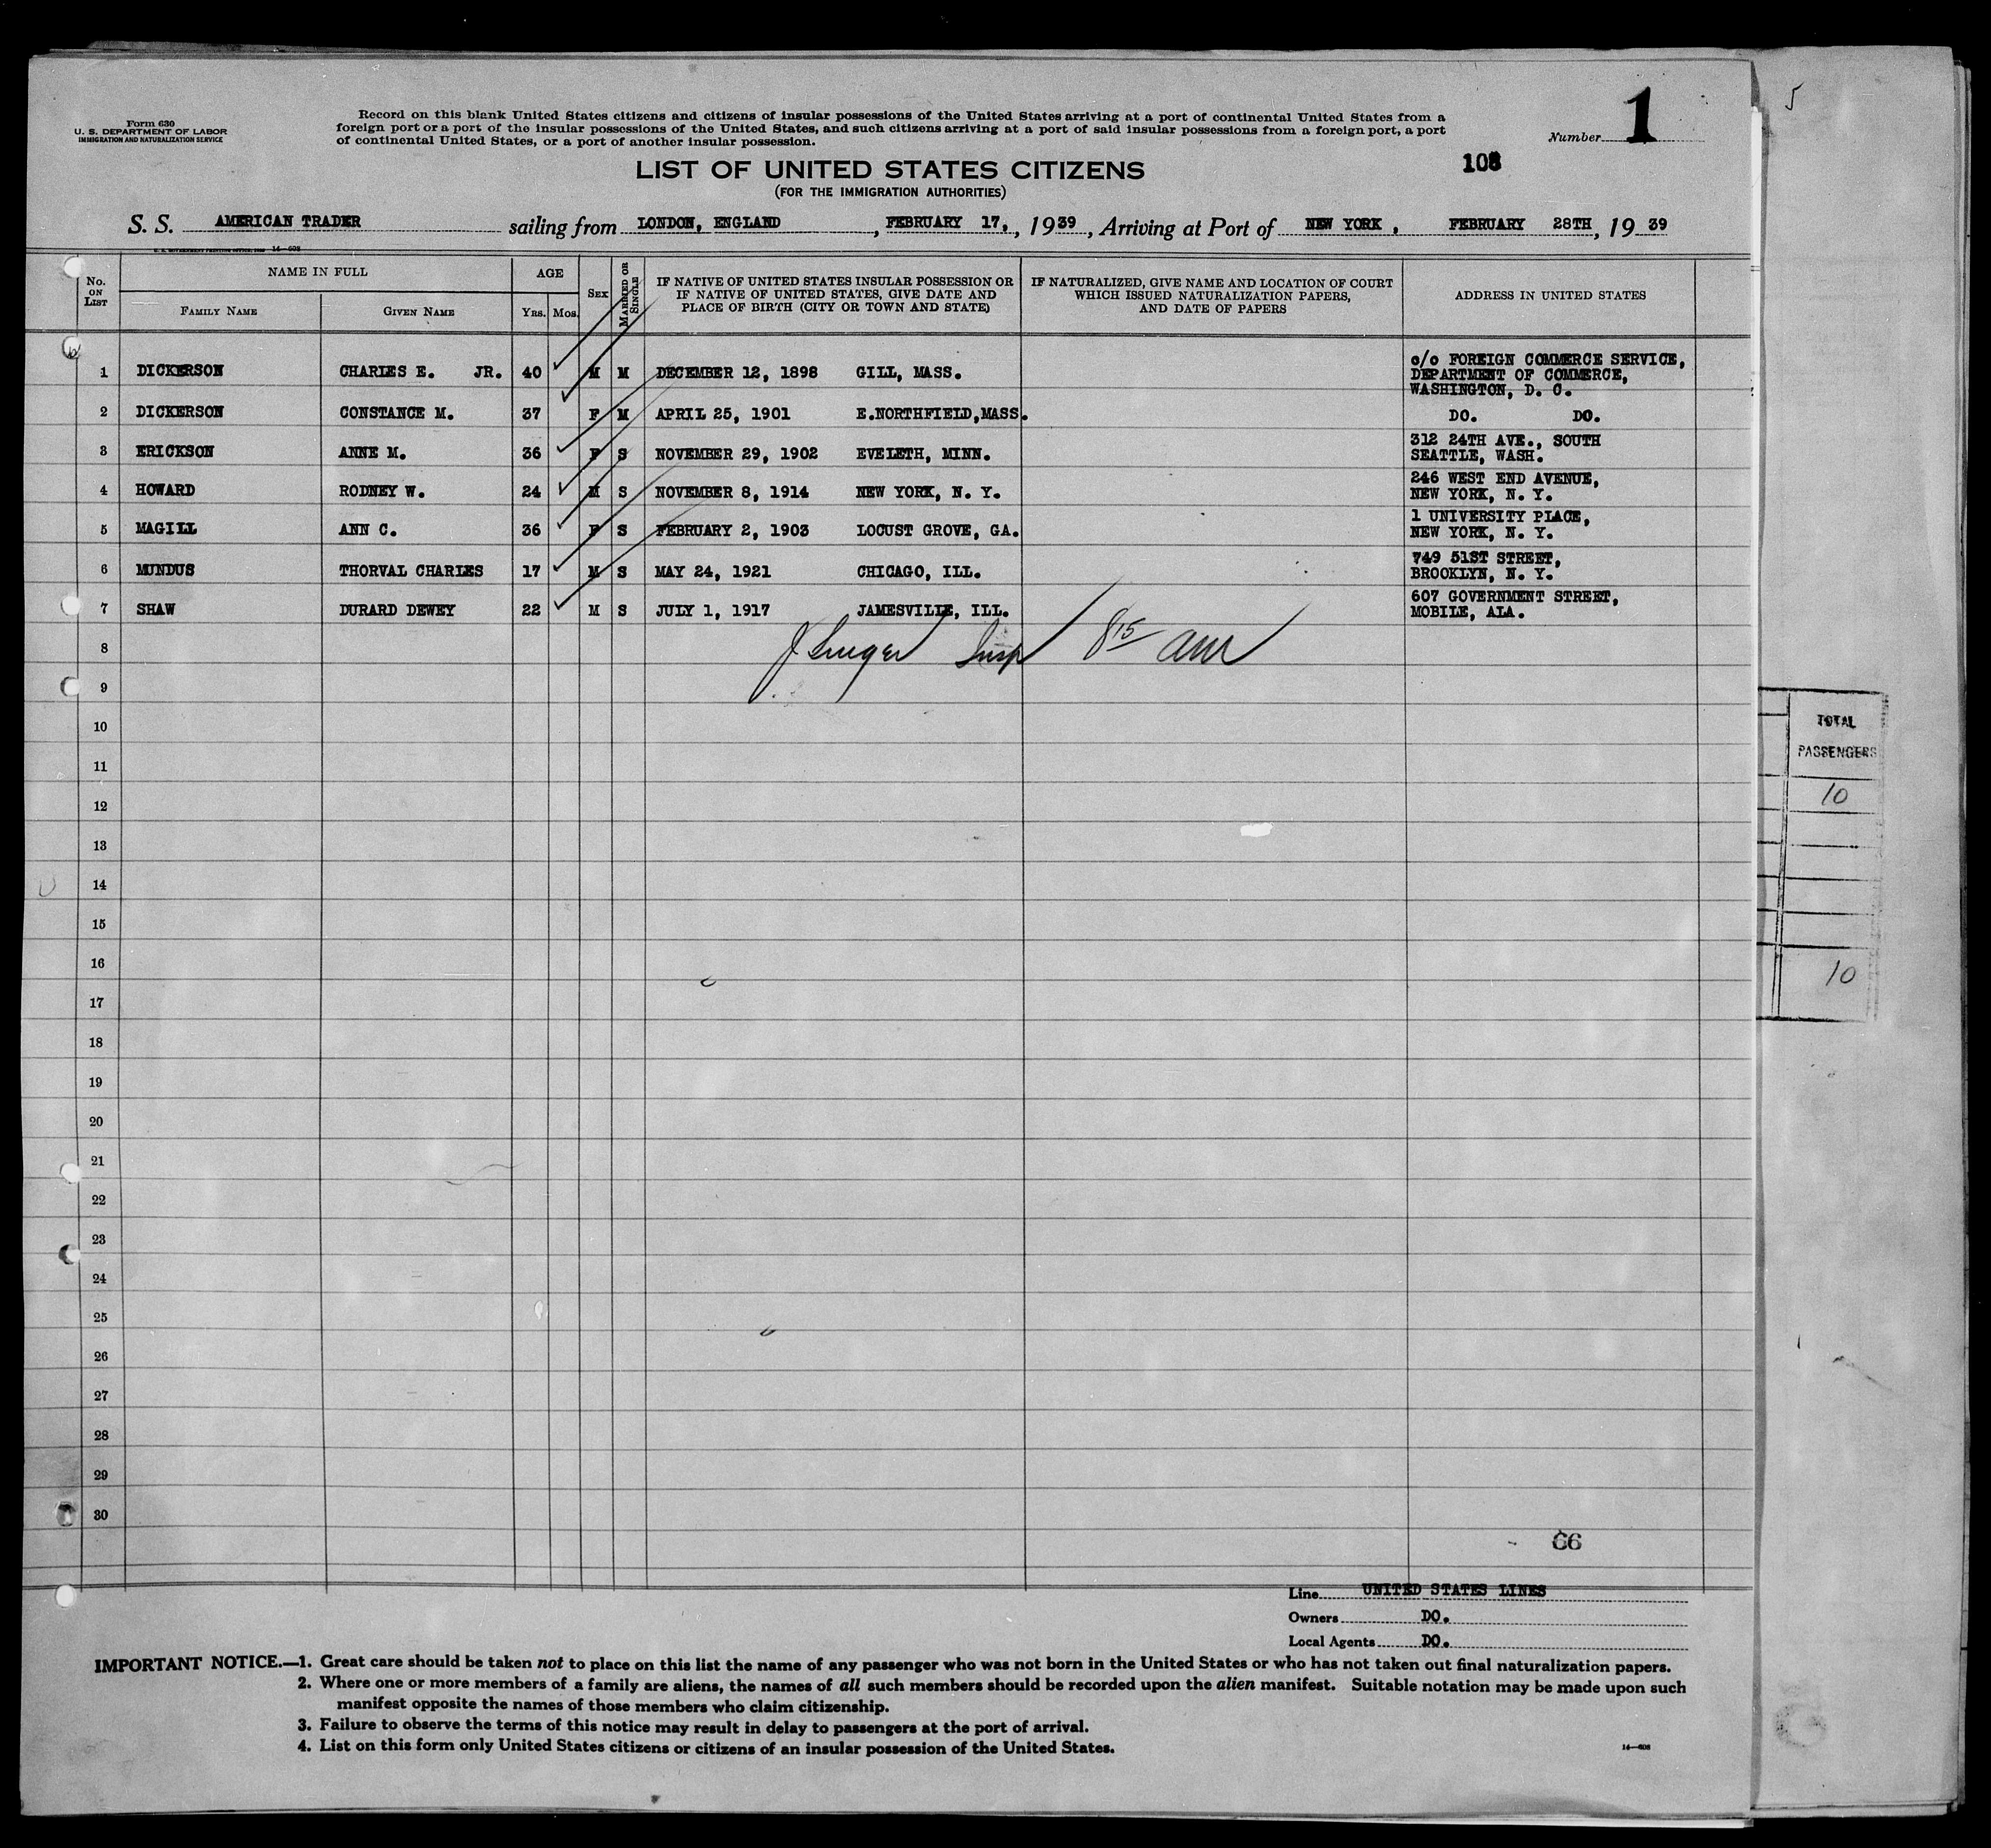 5
Form 630
U. S. DEPARTMENT OF LABOR
IMMIGRATION AND NATURALIZATION SERVICE
Record on this blank United States citizens and citizens of insular possessions of the United States arriving at a port of continental United States from a
foreign port or a port of the insular possessions of the United States, and such citizens arriving at a port of said insular possessions from a foreign port, a port
of continental United States, or a port of another insular possession.
Number 1
LIST OF UNITED STATES CITIZENS
(FOR THE IMMIGRATION AUTHORITIES)
S. S. AMERICAN TRADER sailing from LONDON, ENGLAND, FEBRUARY 17,, 1939, Arriving at Port of NEW YORK, FEBRUARY 28TH, 1939
14—608
No. ON LIST
NAME IN FULL
FAMILY NAME GIVEN NAME
AGE
YRS. MOS.
SEX
MARRIED OR SINGLE
IF NATIVE OF UNITED STATES INSULAR POSSESSION OR
IF NATIVE OF UNITED STATES, GIVE DATE AND
PLACE OF BIRTH (CITY OR TOWN AND STATE)
IF NATURALIZED, GIVE NAME AND LOCATION OF COURT
WHICH ISSUED NATURALIZATION PAPERS,
AND DATE OF PAPERS
ADDRESS IN UNITED STATES
1 DICKERSON CHARLES E. JR. 40 M M DECEMBER 12, 1898 GILL, MASS. c/o FOREIGN COMMERCE SERVICE,
DEPARTMENT OF COMMERCE,
WASHINGTON, D. C.
2 DICKERSON CONSTANCE M. 37 F M APRIL 25, 1901 E.NORTHFIELD,MASS. DO. DO.
3 ERICKSON ANNE M. 36 F S NOVEMBER 29, 1902 EVELETH, MINN. 312 24TH AVE., SOUTH
SEATTLE, WASH.
4 HOWARD RODNEY W. 24 M S NOVEMBER 8, 1914 NEW YORK, N. Y. 246 WEST END AVENUE,
NEW YORK, N. Y.
5 MAGILL ANN C. 36 F S FEBRUARY 2, 1903 LOCUST GROVE, GA. 1 UNIVERSITY PLACE,
NEW YORK, N. Y.
6 MUNDUS THORVAL CHARLES 17 M S MAY 24, 1921 CHICAGO, ILL. 749 51ST STREET,
BROOKLYN, N. Y.
7 SHAW DURARD DEWEY 22 M S JULY 1, 1917 JAMESVILLE, ILL. 607 GOVERNMENT STREET,
MOBILE, ALA.
8 Insp 8 15 am
9
10
11
12
13
14
15
16
17
18
19
20
21
22
23
24
25
26
27
28
29
30
TOTAL
PASSENGERS
10
10
Line UNITED STATES LINES
Owners DO.
Local Agents DO.
IMPORTANT NOTICE.—1. Great care should be taken not to place on this list the name of any passenger who was not born in the United States or who has not taken out final naturalization papers.
2. Where one or more members of a family are aliens, the names of all such members should be recorded upon the alien manifest. Suitable notation may be made upon such
manifest opposite the names of those members who claim citizenship.
3. Failure to observe the terms of this notice may result in delay to passengers at the port of arrival.
4. List on this form only United States citizens or citizens of an insular possession of the United States.
14—608